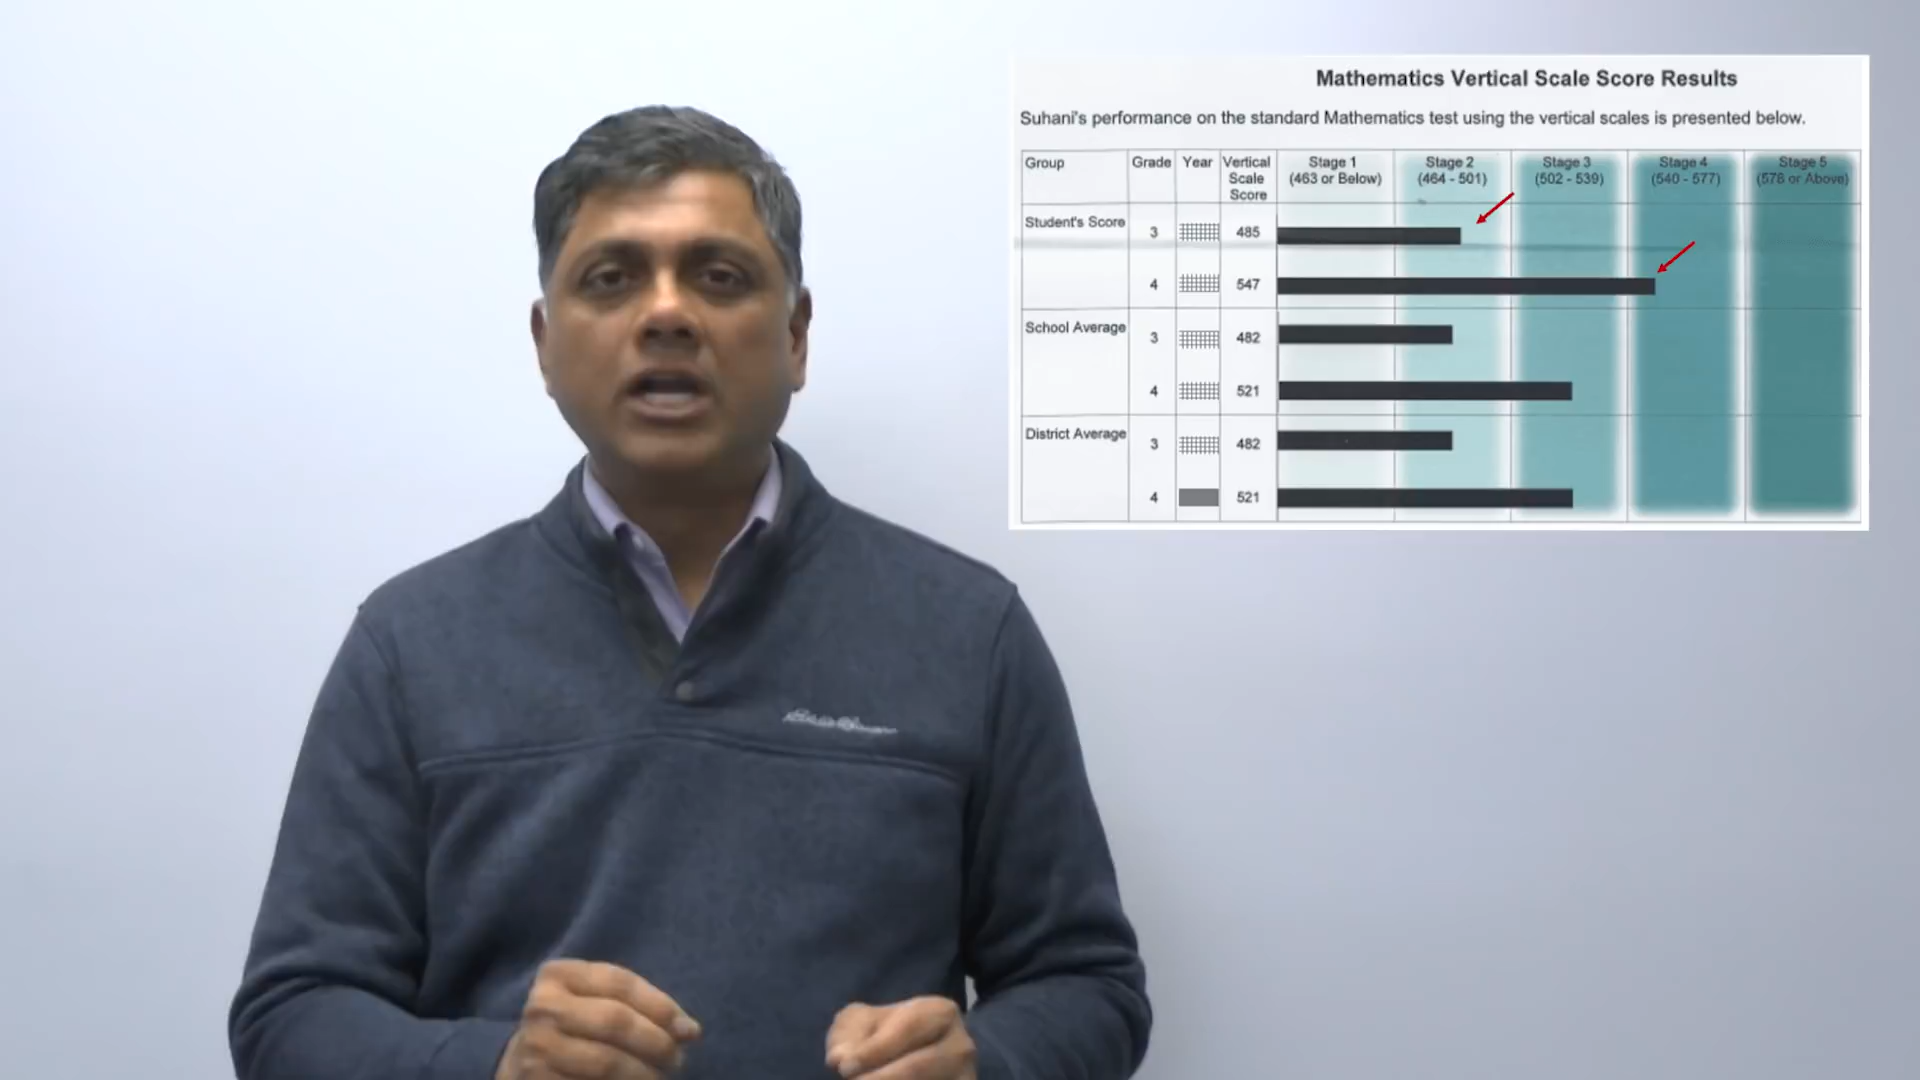 Mathematics Vertical Scale Score Results
Suhani's performance on the standard Mathematics test using the vertical scales is presented below.
Group Grade Year Vertical Scale Score Stage 1 (463 or Below) Stage 2 (464 - 501) Stage 3 (502 - 539) Stage 4 (540 - 577) Stage 5 (578 or Above)
Student's Score 3 485
4 547
School Average 3 482
4 521
District Average 3 482
4 521